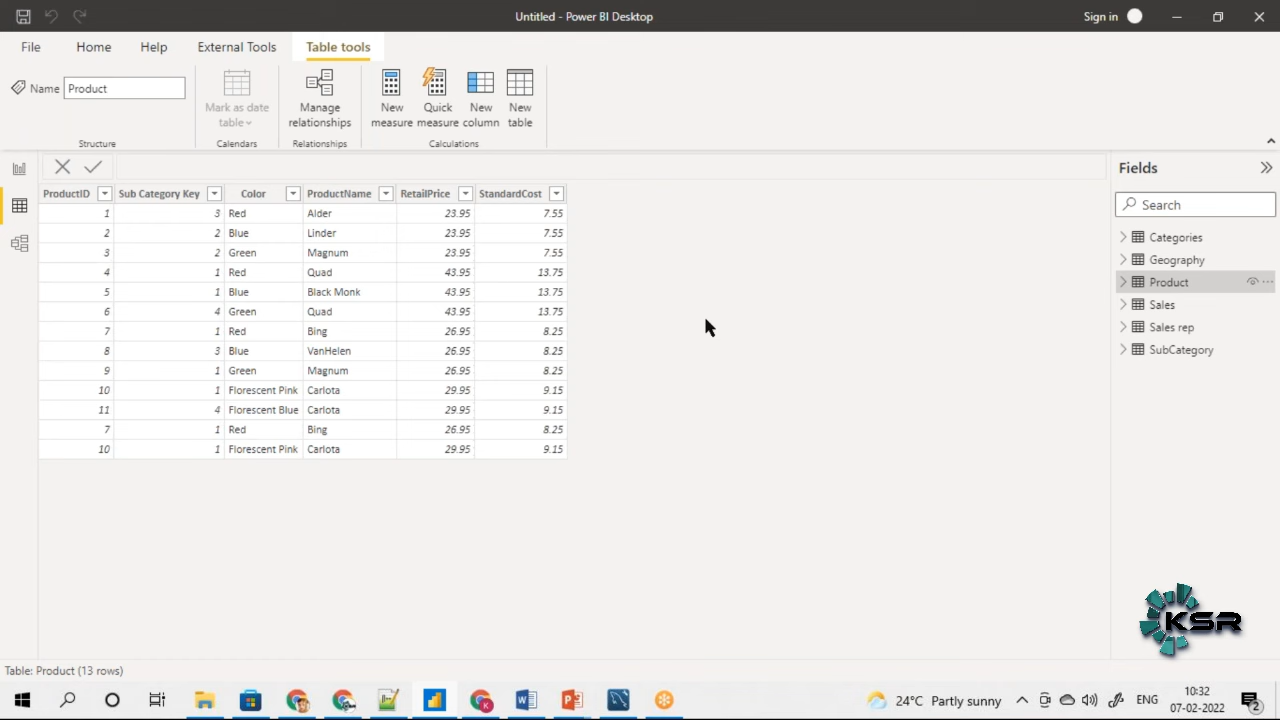 Untitled - Power BI Desktop
Sign in
File Home Help External Tools Table tools
Name Product
Mark as date table
Manage relationships
New measure
Quick measure
New column
New table
Structure Calendars Relationships Calculations
Fields
Search
Categories
Geography
Product
Sales
Sales rep
SubCategory
ProductID Sub Category Key Color ProductName RetailPrice StandardCost
1 3 Red Alder 23.95 7.55
2 2 Blue Linder 23.95 7.55
3 2 Green Magnum 23.95 7.55
4 1 Red Quad 43.95 13.75
5 1 Blue Black Monk 43.95 13.75
6 4 Green Quad 43.95 13.75
7 1 Red Bing 26.95 8.25
8 3 Blue VanHelen 26.95 8.25
9 1 Green Magnum 26.95 8.25
10 1 Florescent Pink Carlota 29.95 9.15
11 4 Florescent Blue Carlota 29.95 9.15
7 1 Red Bing 26.95 8.25
10 1 Florescent Pink Carlota 29.95 9.15
KSR
Table: Product (13 rows)
24°C Partly sunny ENG 10:32
07-02-2022 2